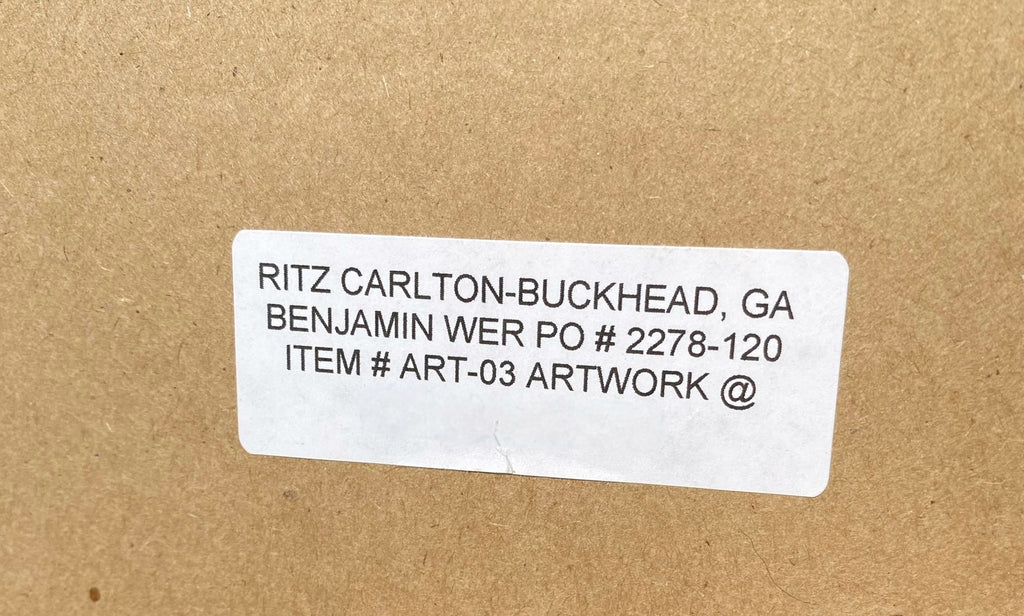 RITZ CARLTON-BUCKHEAD, GA
BENJAMIN WER PO # 2278-120
ITEM # ART-03 ARTWORK @